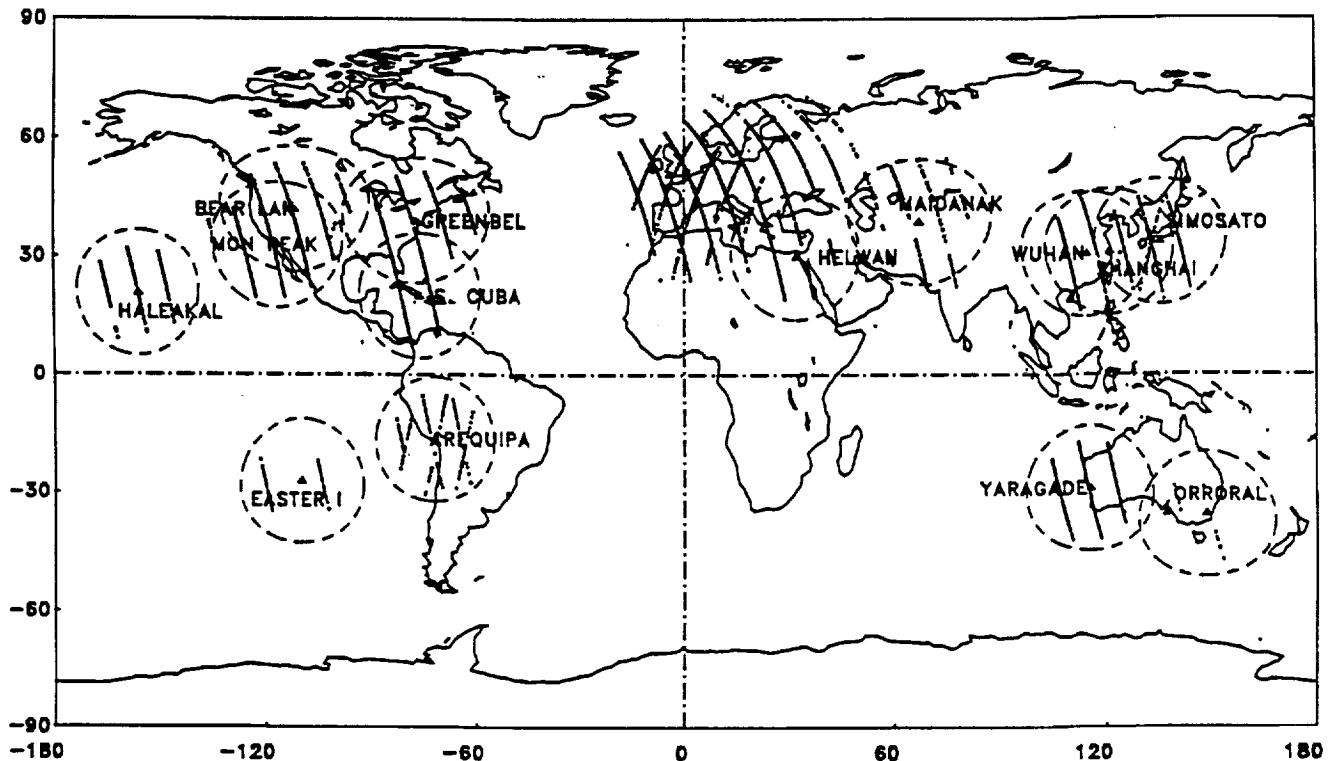 90
60
BEAR LAK
GREENBEL
MAIDANAK
SIMOSATO
MON PEAK
30
WUHAN
HELWAN
SHANGHAI
S. CUBA
HALEAKAL
0
AREQUIPA
-30
EASTER I
YARAGADE
ORRORAL
-60
-90
-180
-120
-60
0
60
120
180